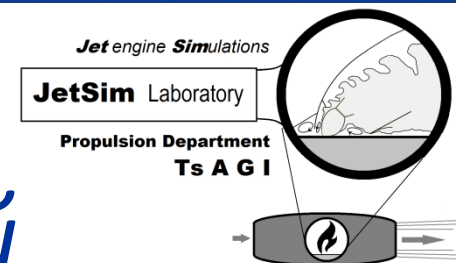 Jet engine Simulations
JetSim Laboratory
Propulsion Department
Ts A G I